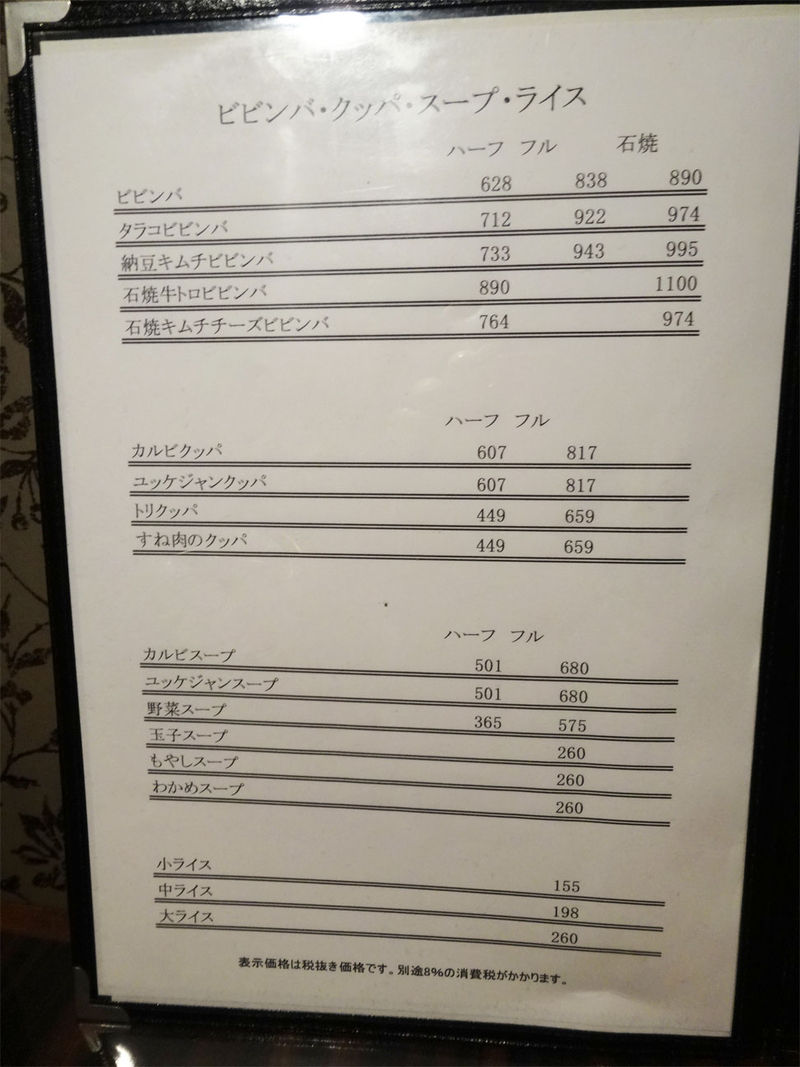 ビビンバ・クッパ・スープ・ライス
ハーフ フル 石焼
ビビンバ 628 838 890
タラコビビンバ 712 922 974
納豆キムチビビンバ 733 943 995
石焼牛トロビビンバ 890 1100
石焼キムチチーズビビンバ 764 974
ハーフ フル
カルビクッパ 607 817
ユッケジャンクッパ 607 817
トリクッパ 449 659
すね肉のクッパ 449 659
ハーフ フル
カルビスープ 501 680
ユッケジャンスープ 501 680
野菜スープ 365 575
玉子スープ 260
もやしスープ 260
わかめスープ 260
小ライス 155
中ライス 198
大ライス 260
表示価格は税抜き価格です。別途8%の消費税がかかります。